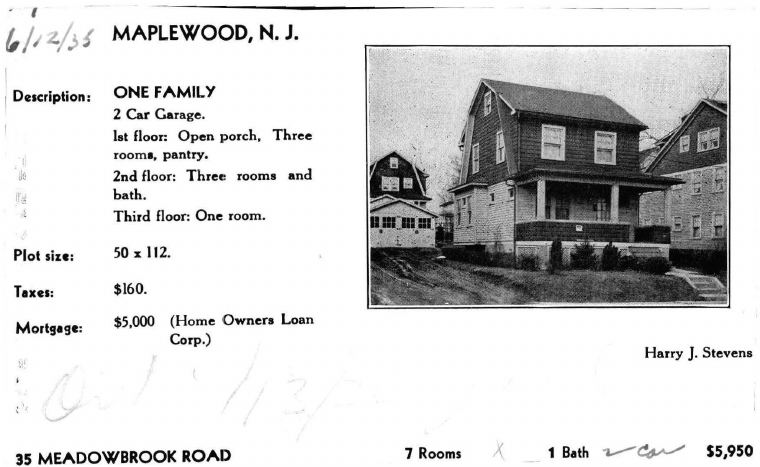 6/12/35
MAPLEWOOD, N. J.
Description: ONE FAMILY
2 Car Garage.
1st floor: Open porch, Three
rooms, pantry.
2nd floor: Three rooms and
bath.
Third floor: One room.
Plot size: 50 x 112.
Taxes: $160.
Mortgage: $5,000 (Home Owners Loan
Corp.)
Harry J. Stevens
35 MEADOWBROOK ROAD 7 Rooms X 1 Bath 2 car $5,950